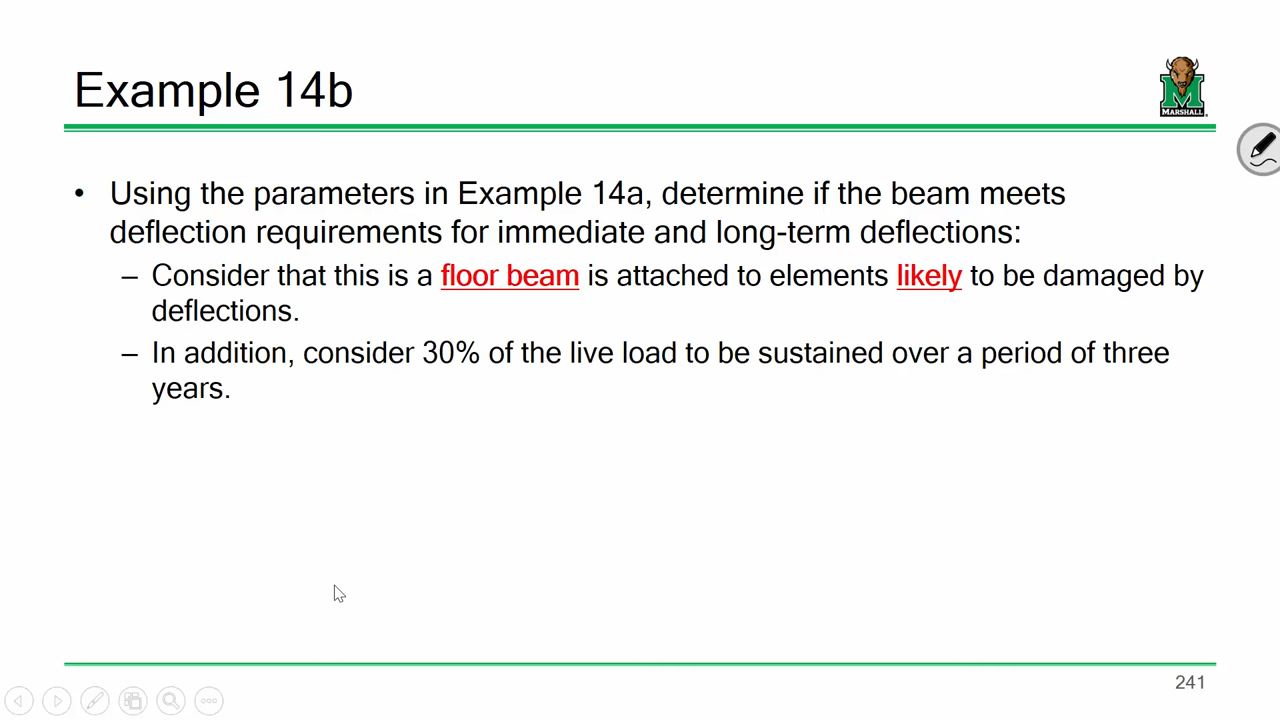 Example 14b
MARSHALL
• Using the parameters in Example 14a, determine if the beam meets
deflection requirements for immediate and long-term deflections:
– Consider that this is a floor beam is attached to elements likely to be damaged by
deflections.
– In addition, consider 30% of the live load to be sustained over a period of three
years.
241